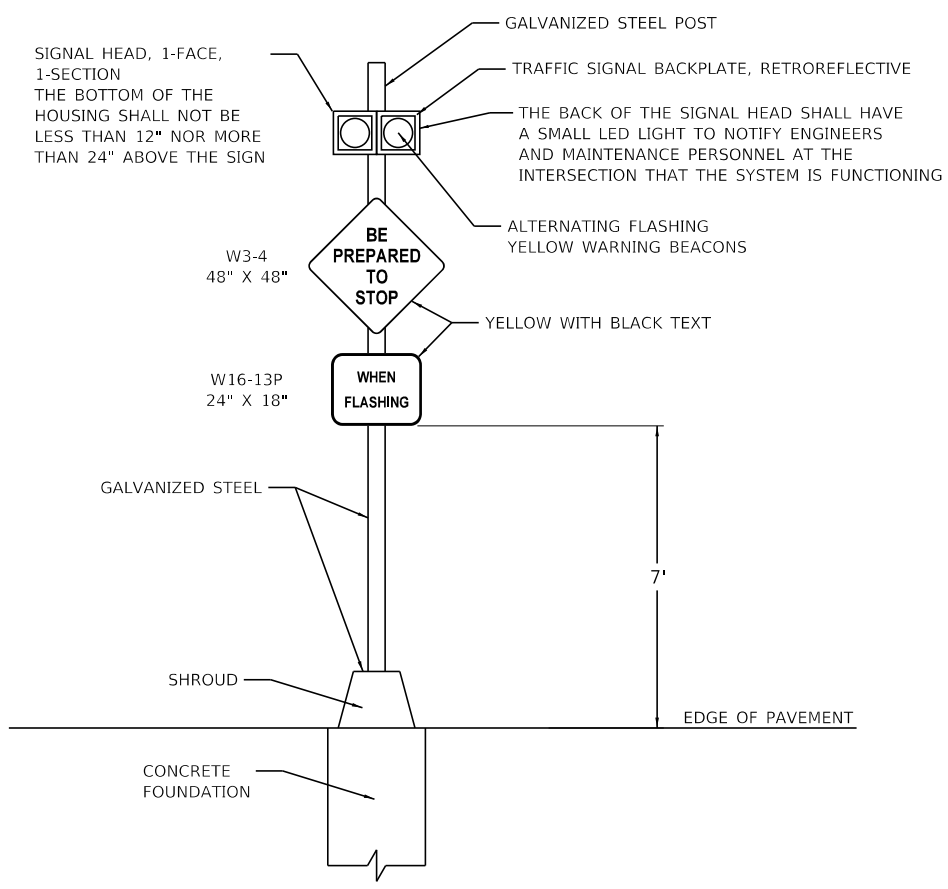 GALVANIZED STEEL POST
SIGNAL HEAD, 1-FACE,
1-SECTION
THE BOTTOM OF THE
HOUSING SHALL NOT BE
LESS THAN 12" NOR MORE
THAN 24" ABOVE THE SIGN
TRAFFIC SIGNAL BACKPLATE, RETROREFLECTIVE
THE BACK OF THE SIGNAL HEAD SHALL HAVE
A SMALL LED LIGHT TO NOTIFY ENGINEERS
AND MAINTENANCE PERSONNEL AT THE
INTERSECTION THAT THE SYSTEM IS FUNCTIONING
ALTERNATING FLASHING
YELLOW WARNING BEACONS
W3-4
48" X 48"
BE
PREPARED
TO
STOP
YELLOW WITH BLACK TEXT
W16-13P
24" X 18"
WHEN
FLASHING
GALVANIZED STEEL
7'
SHROUD
EDGE OF PAVEMENT
CONCRETE
FOUNDATION